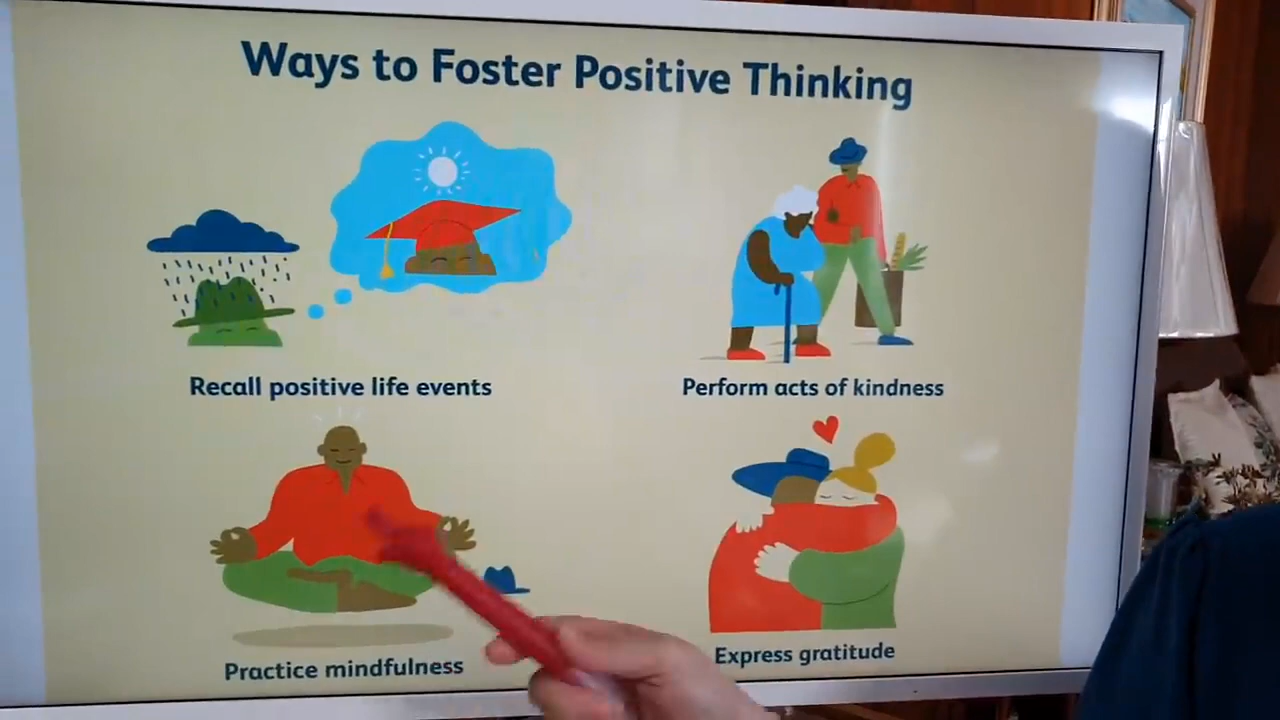 Ways to Foster Positive Thinking
Recall positive life events
Perform acts of kindness
Practice mindfulness
Express gratitude